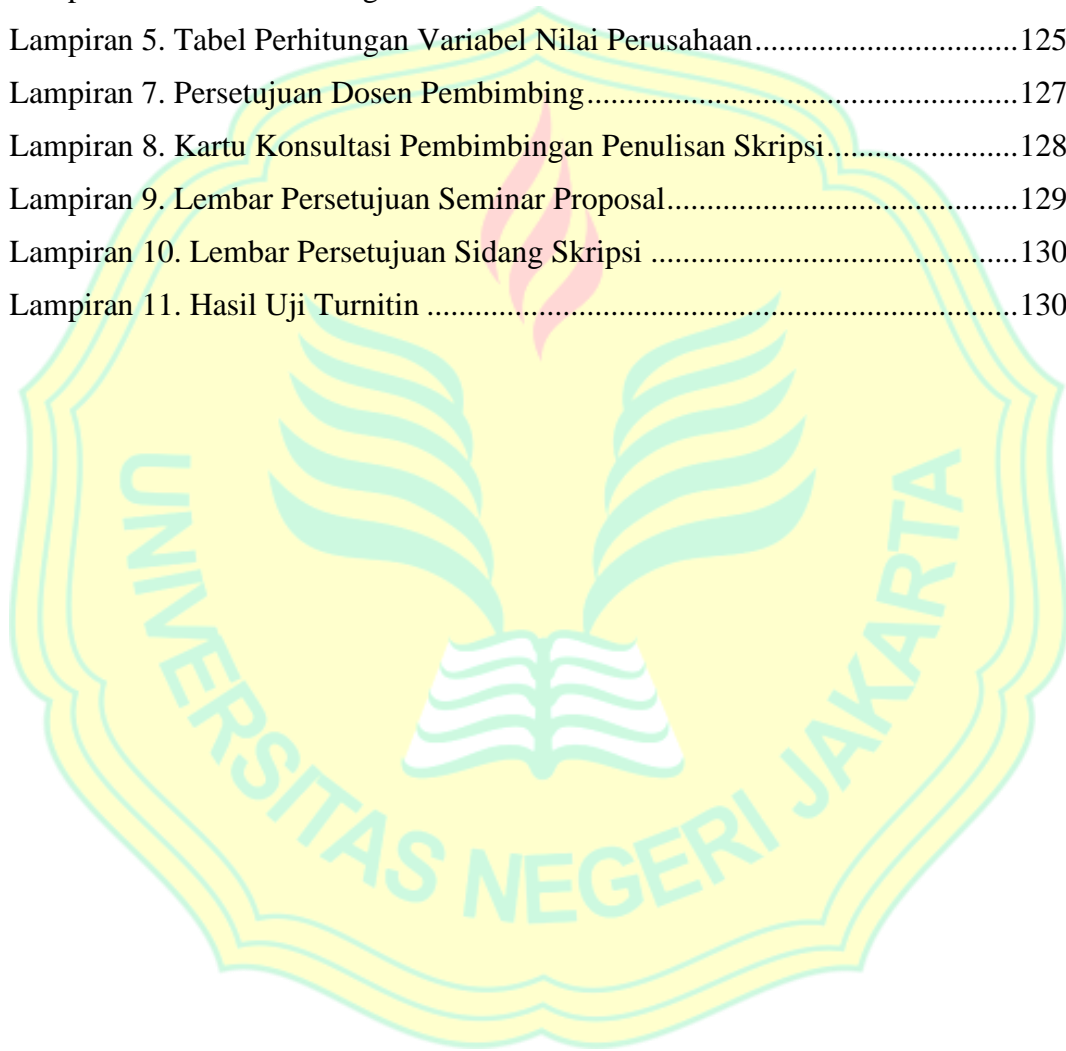 Lampiran 5. Tabel Perhitungan Variabel Nilai Perusahaan.................................125
Lampiran 7. Persetujuan Dosen Pembimbing......................................................127
Lampiran 8. Kartu Konsultasi Pembimbingan Penulisan Skripsi........................128
Lampiran 9. Lembar Persetujuan Seminar Proposal............................................129
Lampiran 10. Lembar Persetujuan Sidang Skripsi ..............................................130
Lampiran 11. Hasil Uji Turnitin ..........................................................................130
UNIVERSITAS NEGERI JAKARTA